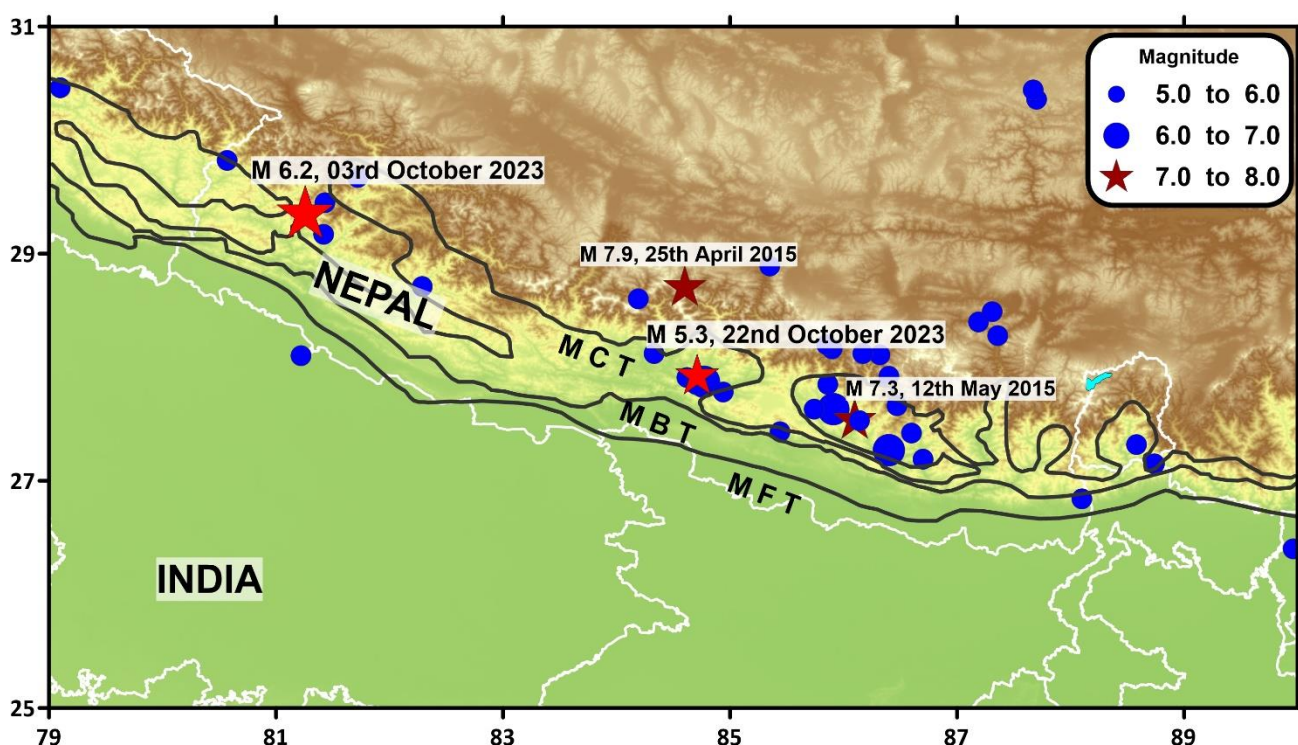 31
29
27
25
79
81
83
85
87
89
Magnitude
5.0 to 6.0
6.0 to 7.0
7.0 to 8.0
M 6.2, 03rd October 2023
M 7.9, 25th April 2015
NEPAL
M 5.3, 22nd October 2023
MCT
M 7.3, 12th May 2015
MBT
MFT
INDIA